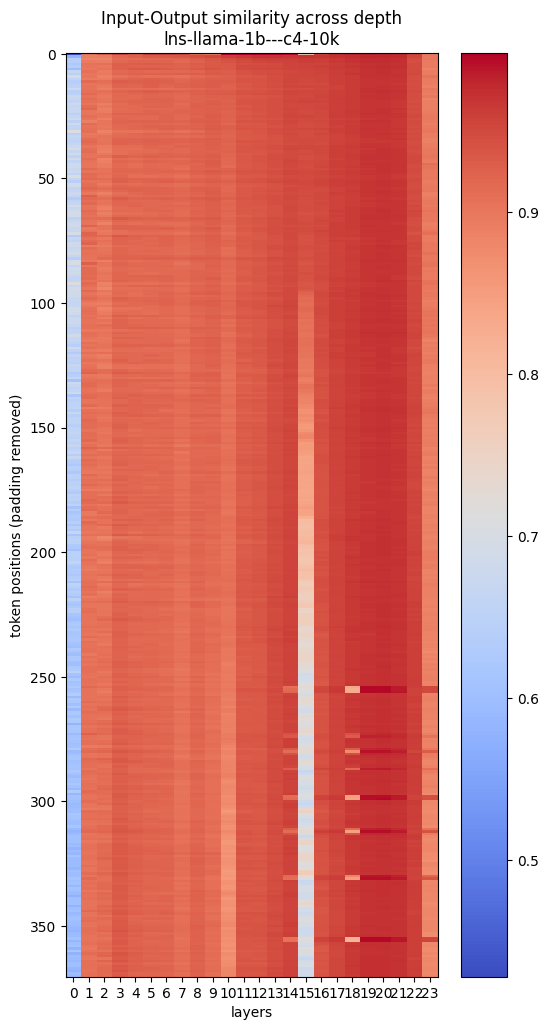 Input-Output similarity across depth
lns-llama-1b---c4-10k
0
50
100
150
200
250
300
350
token positions (padding removed)
0 1 2 3 4 5 6 7 8 9 10 11 12 13 14 15 16 17 18 19 20 21 22 23
layers
0.9
0.8
0.7
0.6
0.5